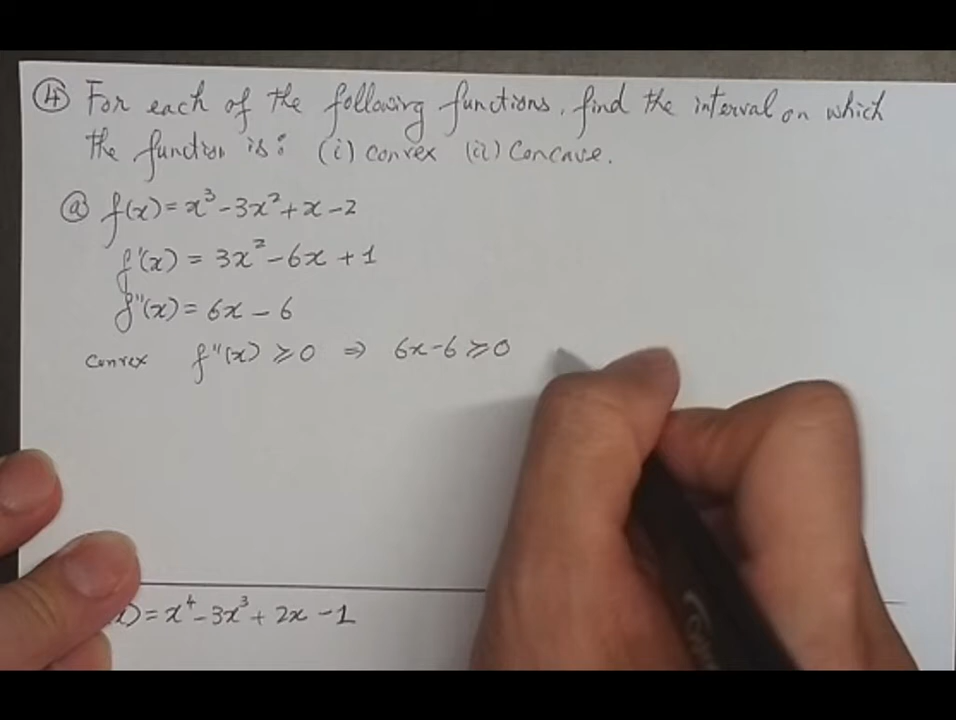 ④ For each of the following functions, find the interval on which
the function is: (i) convex (ii) Concave.
ⓐ f(x) = x³ - 3x² + x - 2
f'(x) = 3x² - 6x + 1
f''(x) = 6x - 6
Convex f''(x) ≥ 0 ⇒ 6x - 6 ≥ 0
x) = x⁴ - 3x³ + 2x - 1